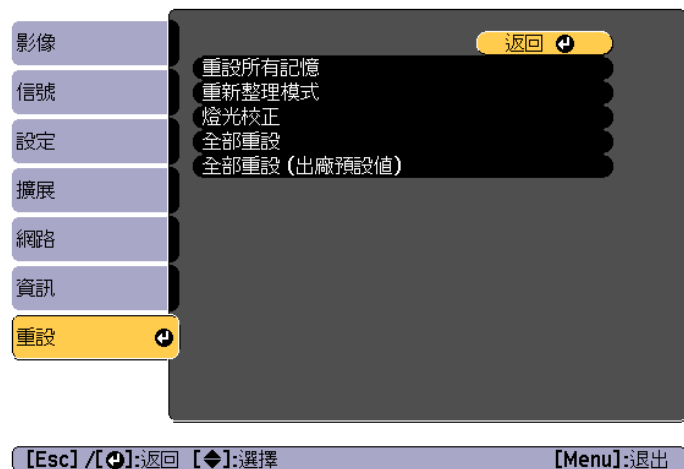 影像
信號
設定
擴展
網路
資訊
重設
返回
重設所有記憶
重新整理模式
燈光校正
全部重設
全部重設 (出廠預設值)
[Esc] /[ ]:返回 [ ]:選擇 [Menu]:退出